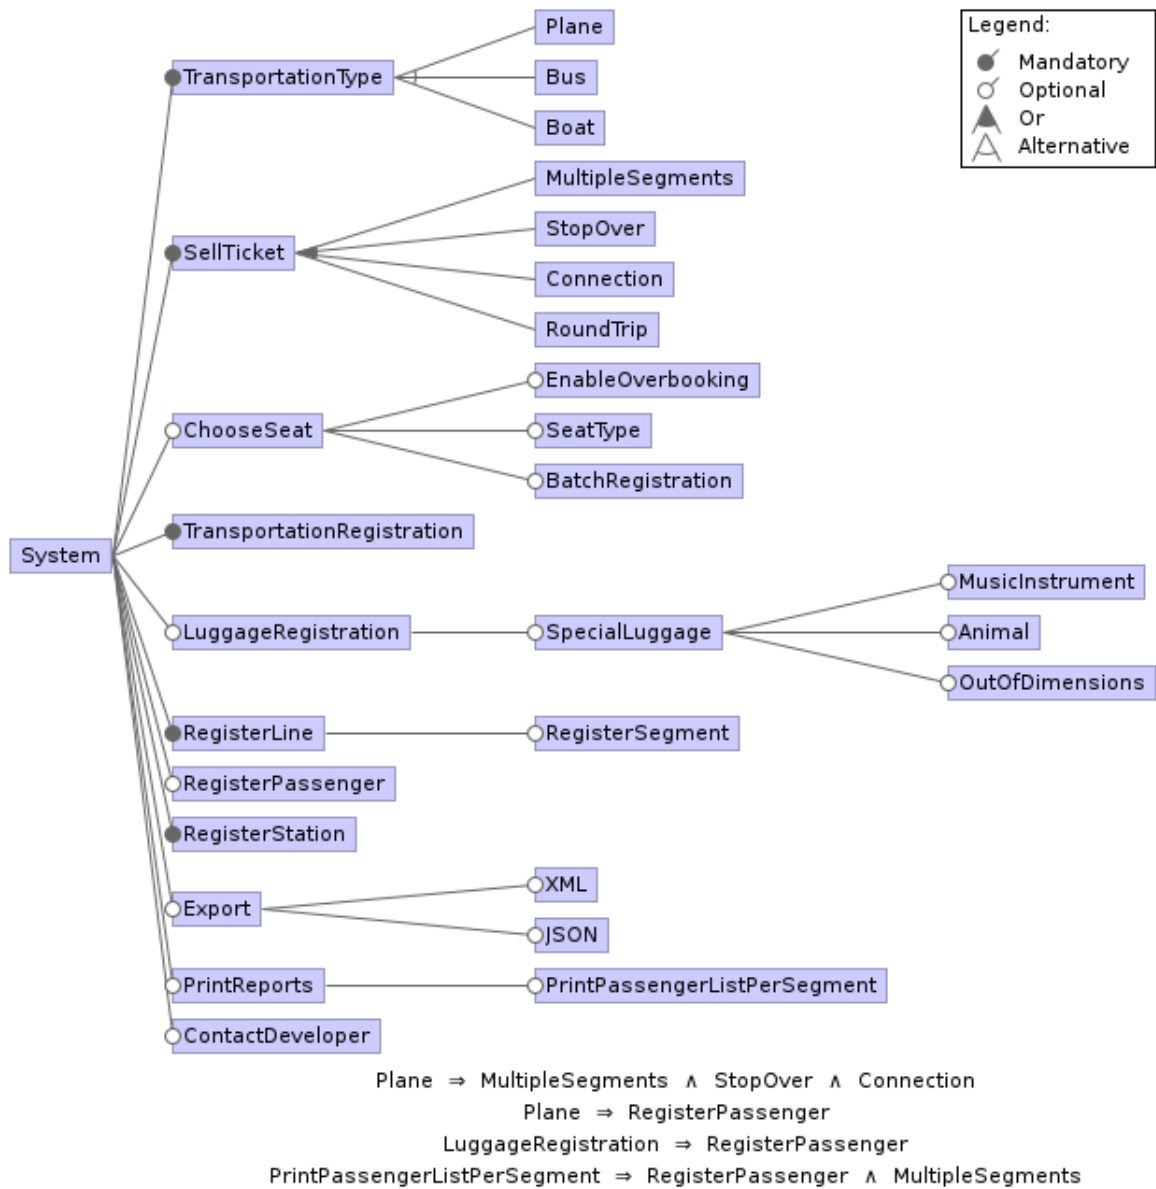 Plane
Legend:
TransportationType
Bus
Mandatory
Optional
Boat
Or
Alternative
MultipleSegments
StopOver
SellTicket
Connection
RoundTrip
EnableOverbooking
ChooseSeat
SeatType
BatchRegistration
TransportationRegistration
System
MusicInstrument
LuggageRegistration
SpecialLuggage
Animal
OutOfDimensions
RegisterLine
RegisterSegment
RegisterPassenger
RegisterStation
XML
Export
JSON
PrintReports
PrintPassengerListPerSegment
ContactDeveloper
Plane ⇒ MultipleSegments ∧ StopOver ∧ Connection
Plane ⇒ RegisterPassenger
LuggageRegistration ⇒ RegisterPassenger
PrintPassengerListPerSegment ⇒ RegisterPassenger ∧ MultipleSegments